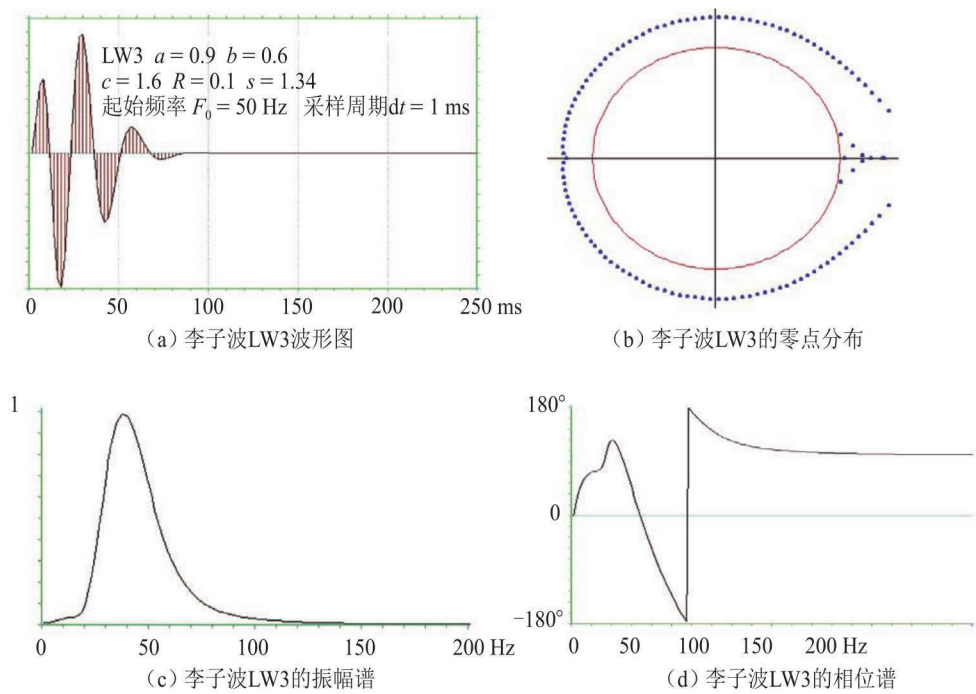 LW3 a = 0.9 b = 0.6
c = 1.6 R = 0.1 s = 1.34
起始频率 F₀ = 50 Hz 采样周期dt = 1 ms
0 50 100 150 200 250 ms
(a) 李子波LW3波形图
(b) 李子波LW3的零点分布
1
0 50 100 150 200 Hz
(c) 李子波LW3的振幅谱
180°
0
−180°
0 50 100 150 200 Hz
(d) 李子波LW3的相位谱